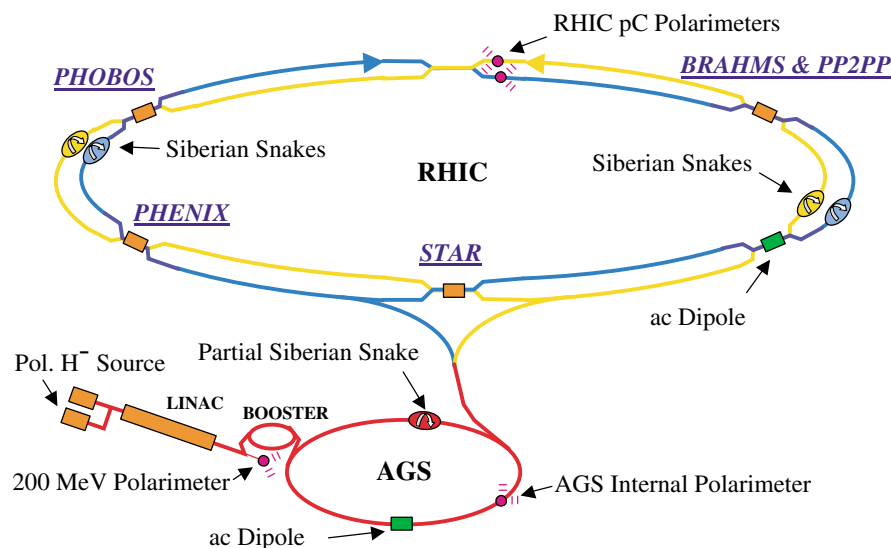 RHIC pC Polarimeters
PHOBOS
BRAHMS & PP2PP
Siberian Snakes
RHIC
Siberian Snakes
PHENIX
STAR
ac Dipole
Partial Siberian Snake
Pol. H⁻ Source
LINAC
BOOSTER
AGS
200 MeV Polarimeter
AGS Internal Polarimeter
ac Dipole